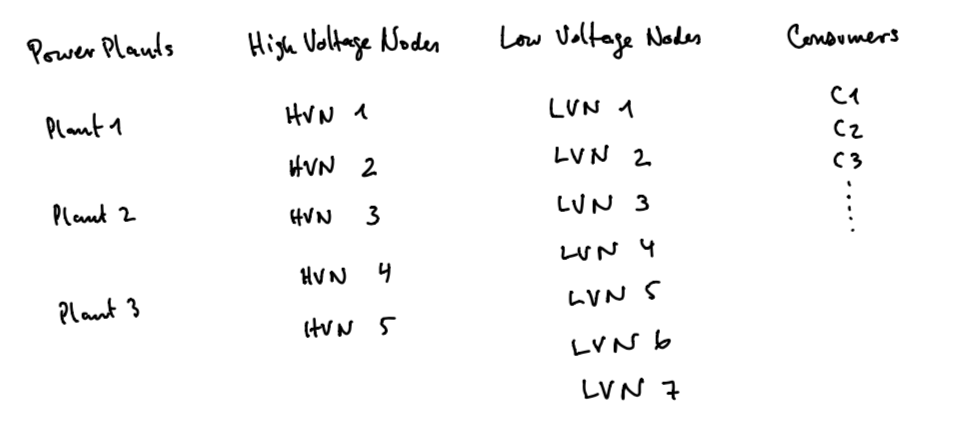 Power Plants High Voltage Nodes Low Voltage Nodes Consumers
Plant 1 HVN 1 LVN 1 C1
C2
HVN 2 LVN 2 C3
Plant 2 HVN 3 LVN 3
HVN 4 LVN 4
Plant 3 LVN 5
HVN 5 LVN 6
LVN 7